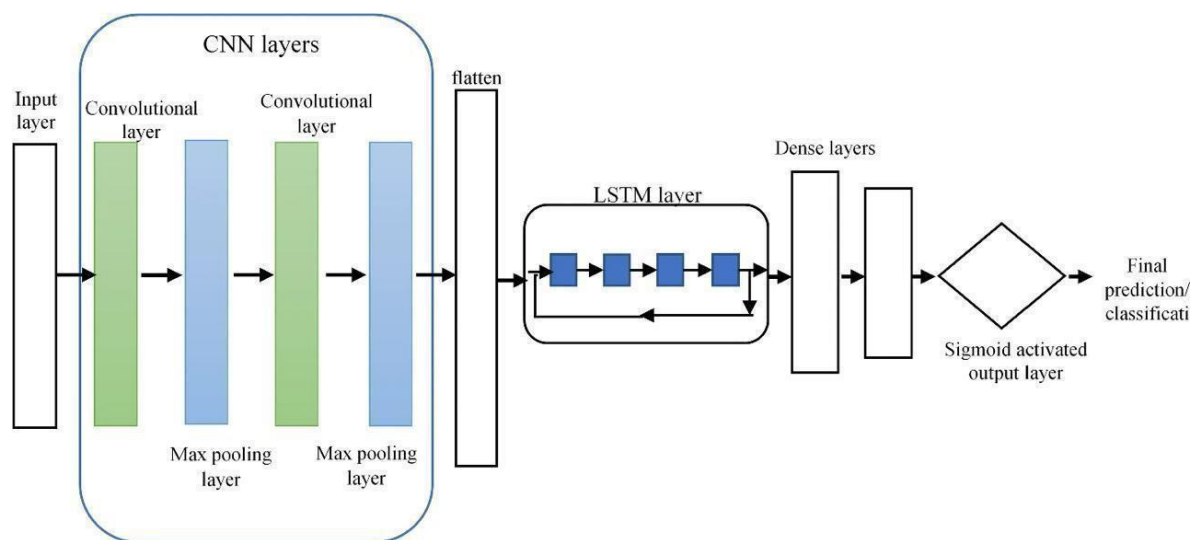 CNN layers
Input
layer
Convolutional
layer
Max pooling
layer
Convolutional
layer
Max pooling
layer
flatten
LSTM layer
Dense layers
Sigmoid activated
output layer
Final
prediction/
classificati